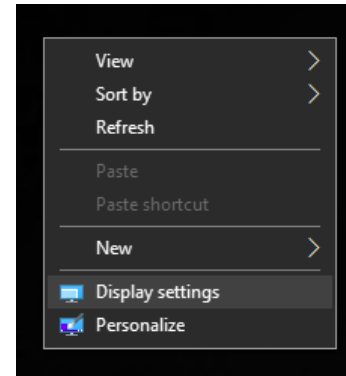 View
Sort by
Refresh
Paste
Paste shortcut
New
Display settings
Personalize